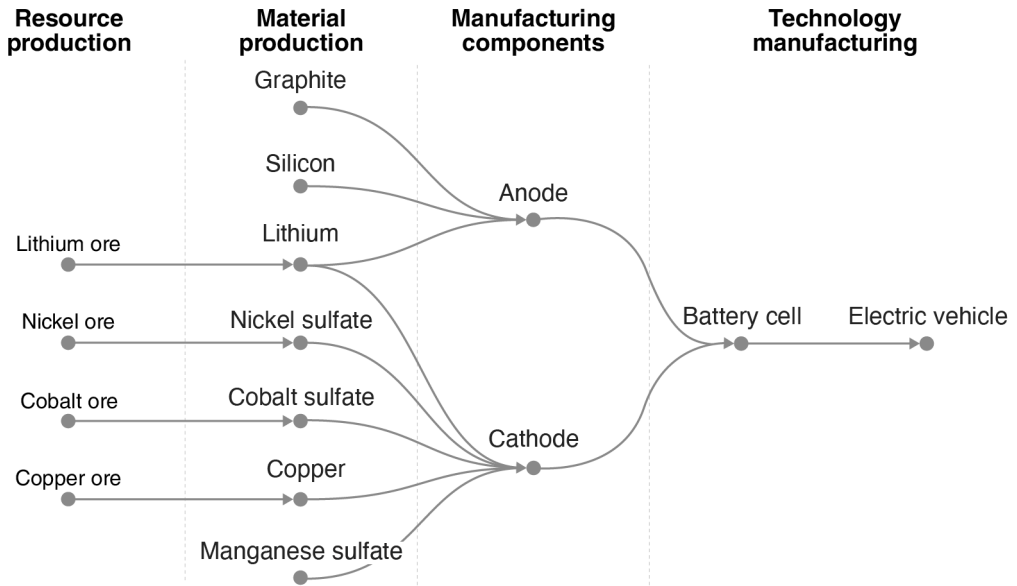 Resource
production
Material
production
Manufacturing
components
Technology
manufacturing
Graphite
Silicon
Anode
Lithium
Lithium ore
Nickel ore
Nickel sulfate
Battery cell
Electric vehicle
Cobalt ore
Cobalt sulfate
Cathode
Copper ore
Copper
Manganese sulfate